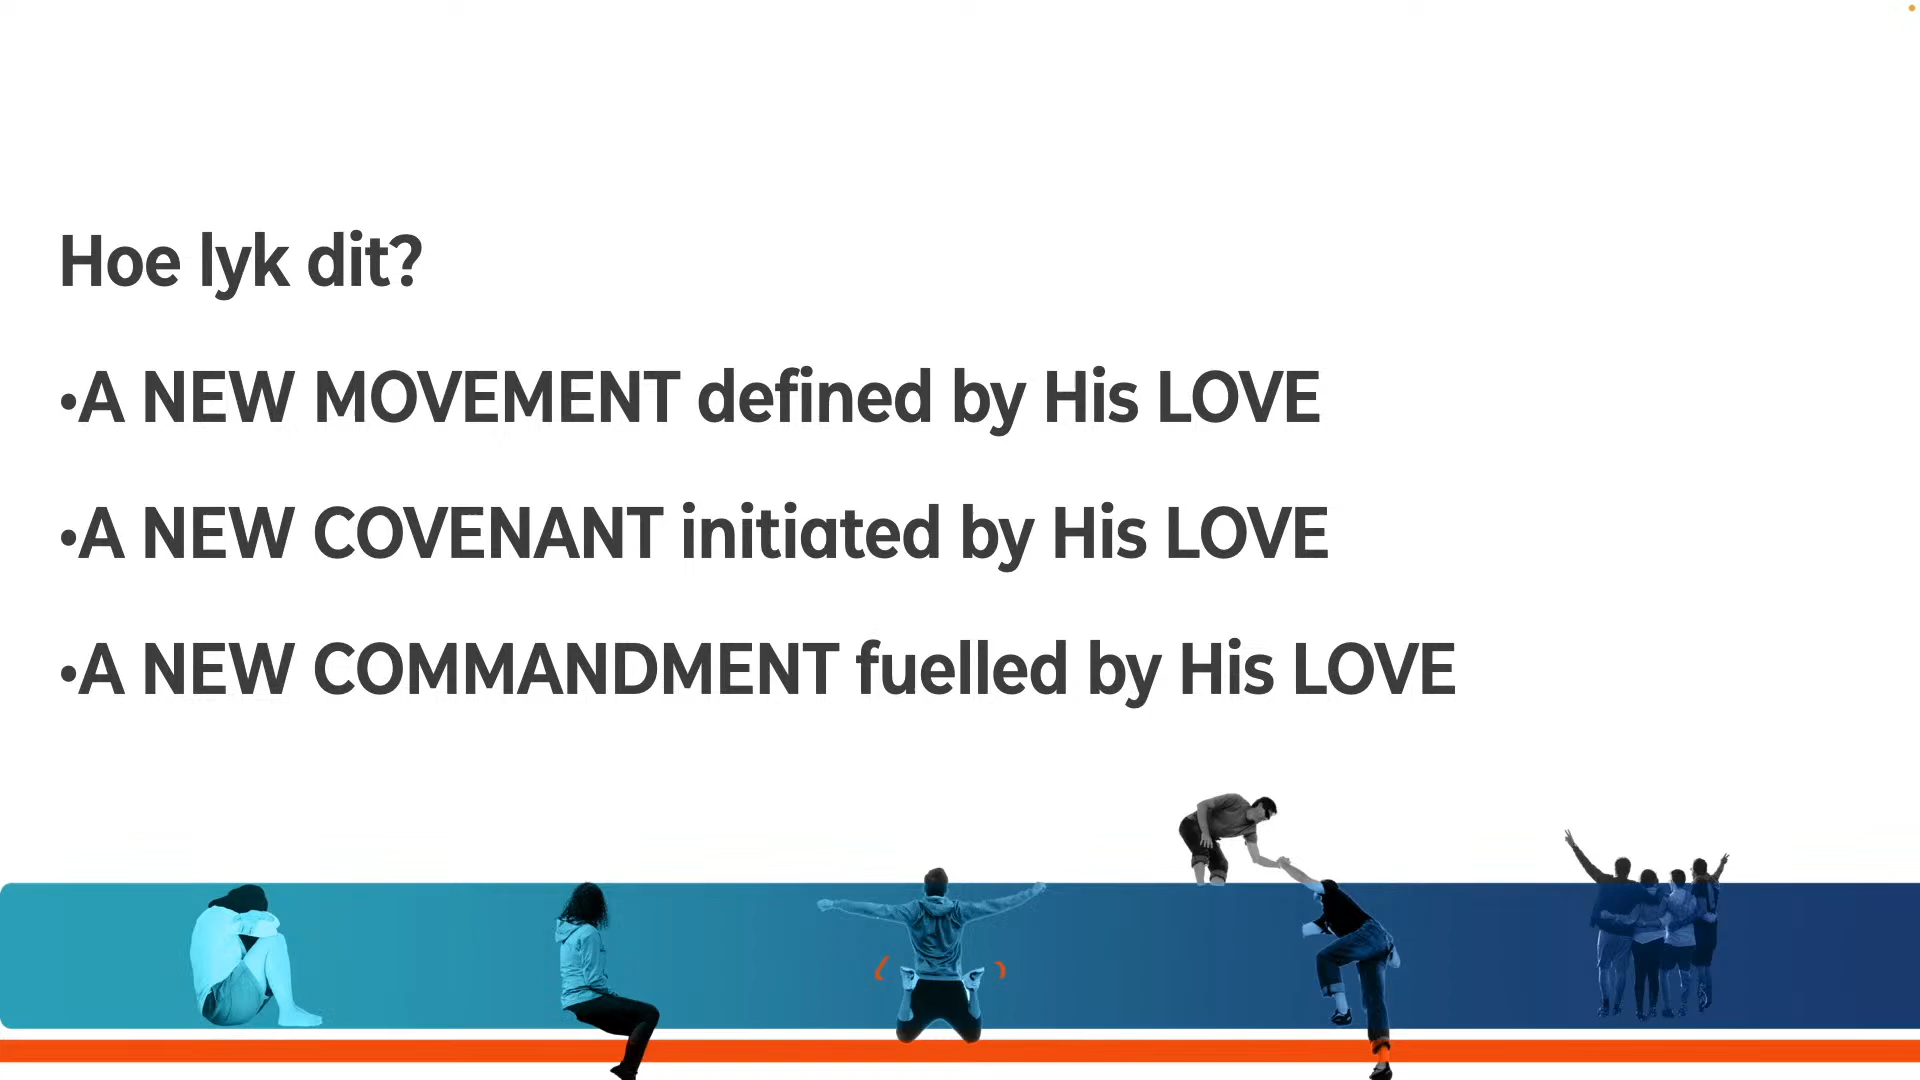 Hoe lyk dit?
•A NEW MOVEMENT defined by His LOVE
•A NEW COVENANT initiated by His LOVE
•A NEW COMMANDMENT fuelled by His LOVE